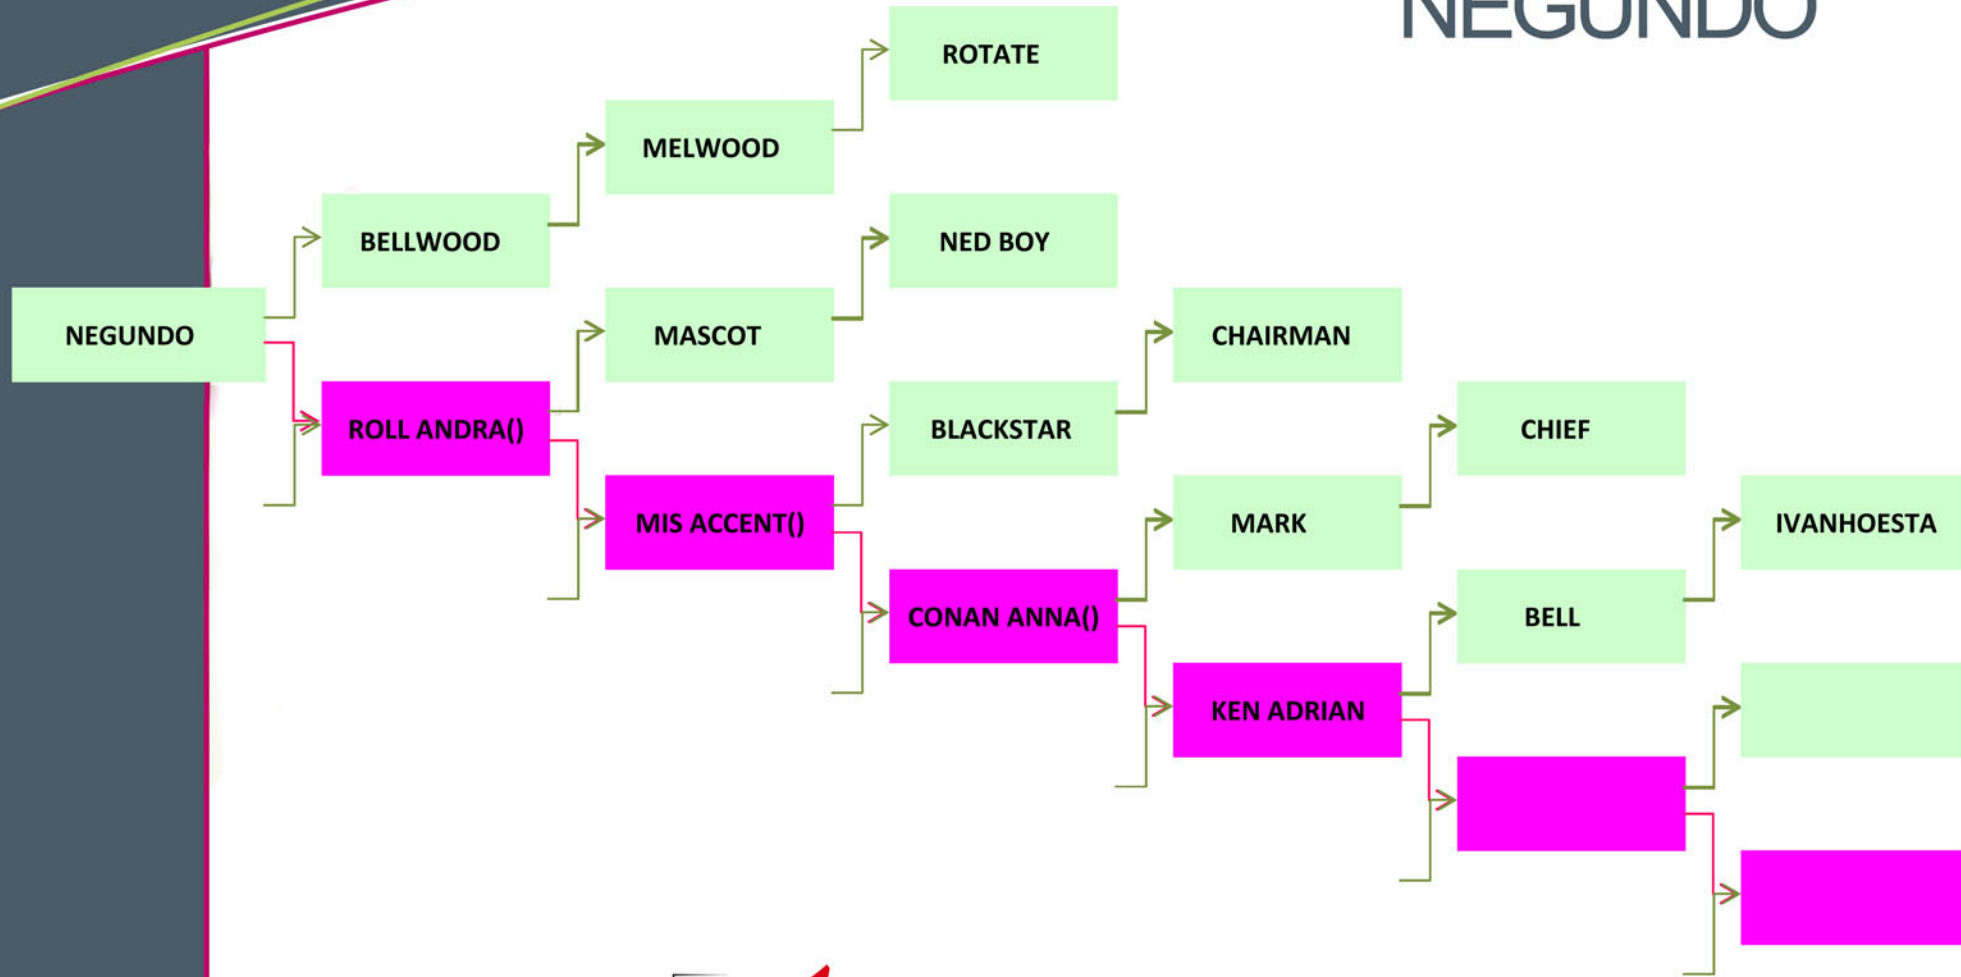 NEGUNDO
ROTATE
MELWOOD
BELLWOOD
NED BOY
NEGUNDO
MASCOT
CHAIRMAN
ROLL ANDRA()
BLACKSTAR
CHIEF
MIS ACCENT()
MARK
IVANHOESTA
CONAN ANNA()
BELL
KEN ADRIAN